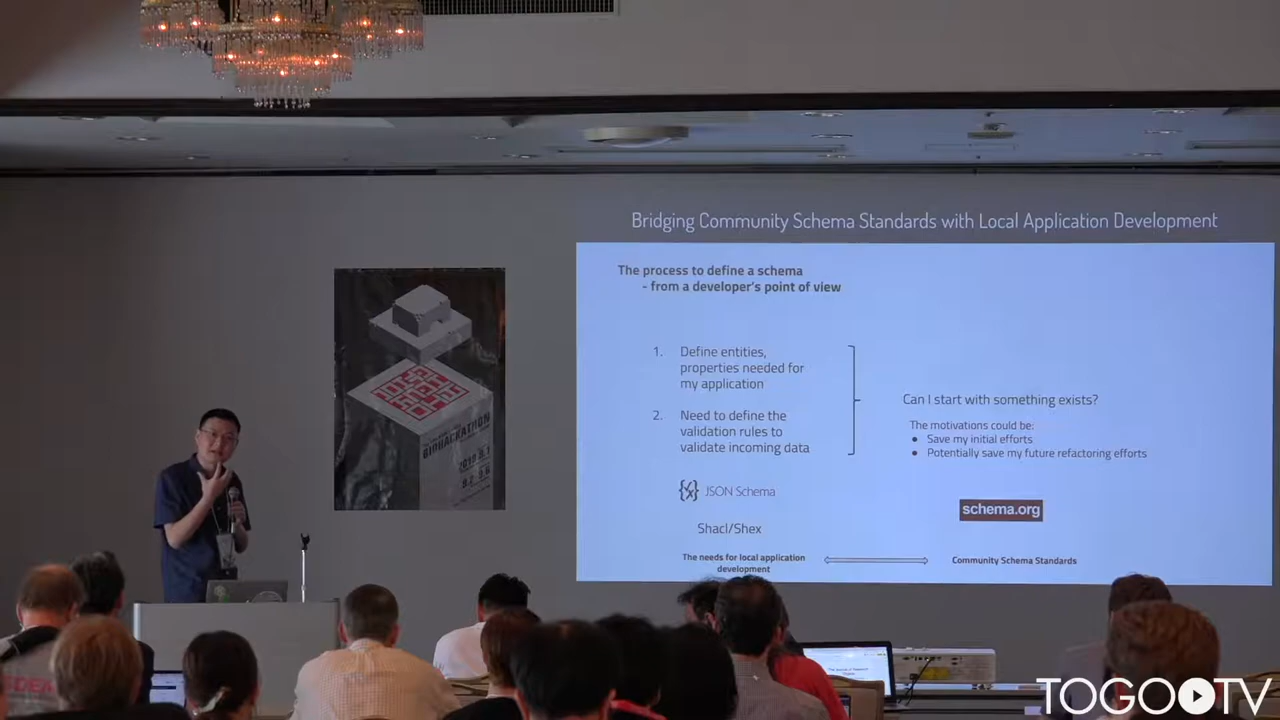 Bridging Community Schema Standards with Local Application Development
The process to define a schema
- from a developer's point of view
1. Define entities,
properties needed for
my application
2. Need to define the
validation rules to
validate incoming data
JSON Schema
Shacl/Shex
The needs for local application
development
Can I start with something exists?
The motivations could be:
● Save my initial efforts
● Potentially save my future refactoring efforts
schema.org
Community Schema Standards
BIOHACKATHON
2019.9.1
TOGOTV